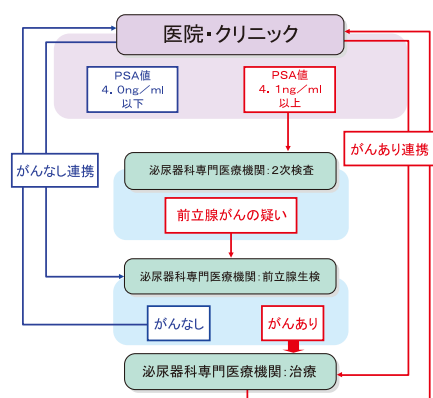 医院・クリニック
PSA値
4.0ng/ml
以下
PSA値
4.1ng/ml
以上
がんなし連携
がんあり連携
泌尿器科専門医療機関:2次検査
前立腺がんの疑い
泌尿器科専門医療機関:前立腺生検
がんなし
がんあり
泌尿器科専門医療機関:治療